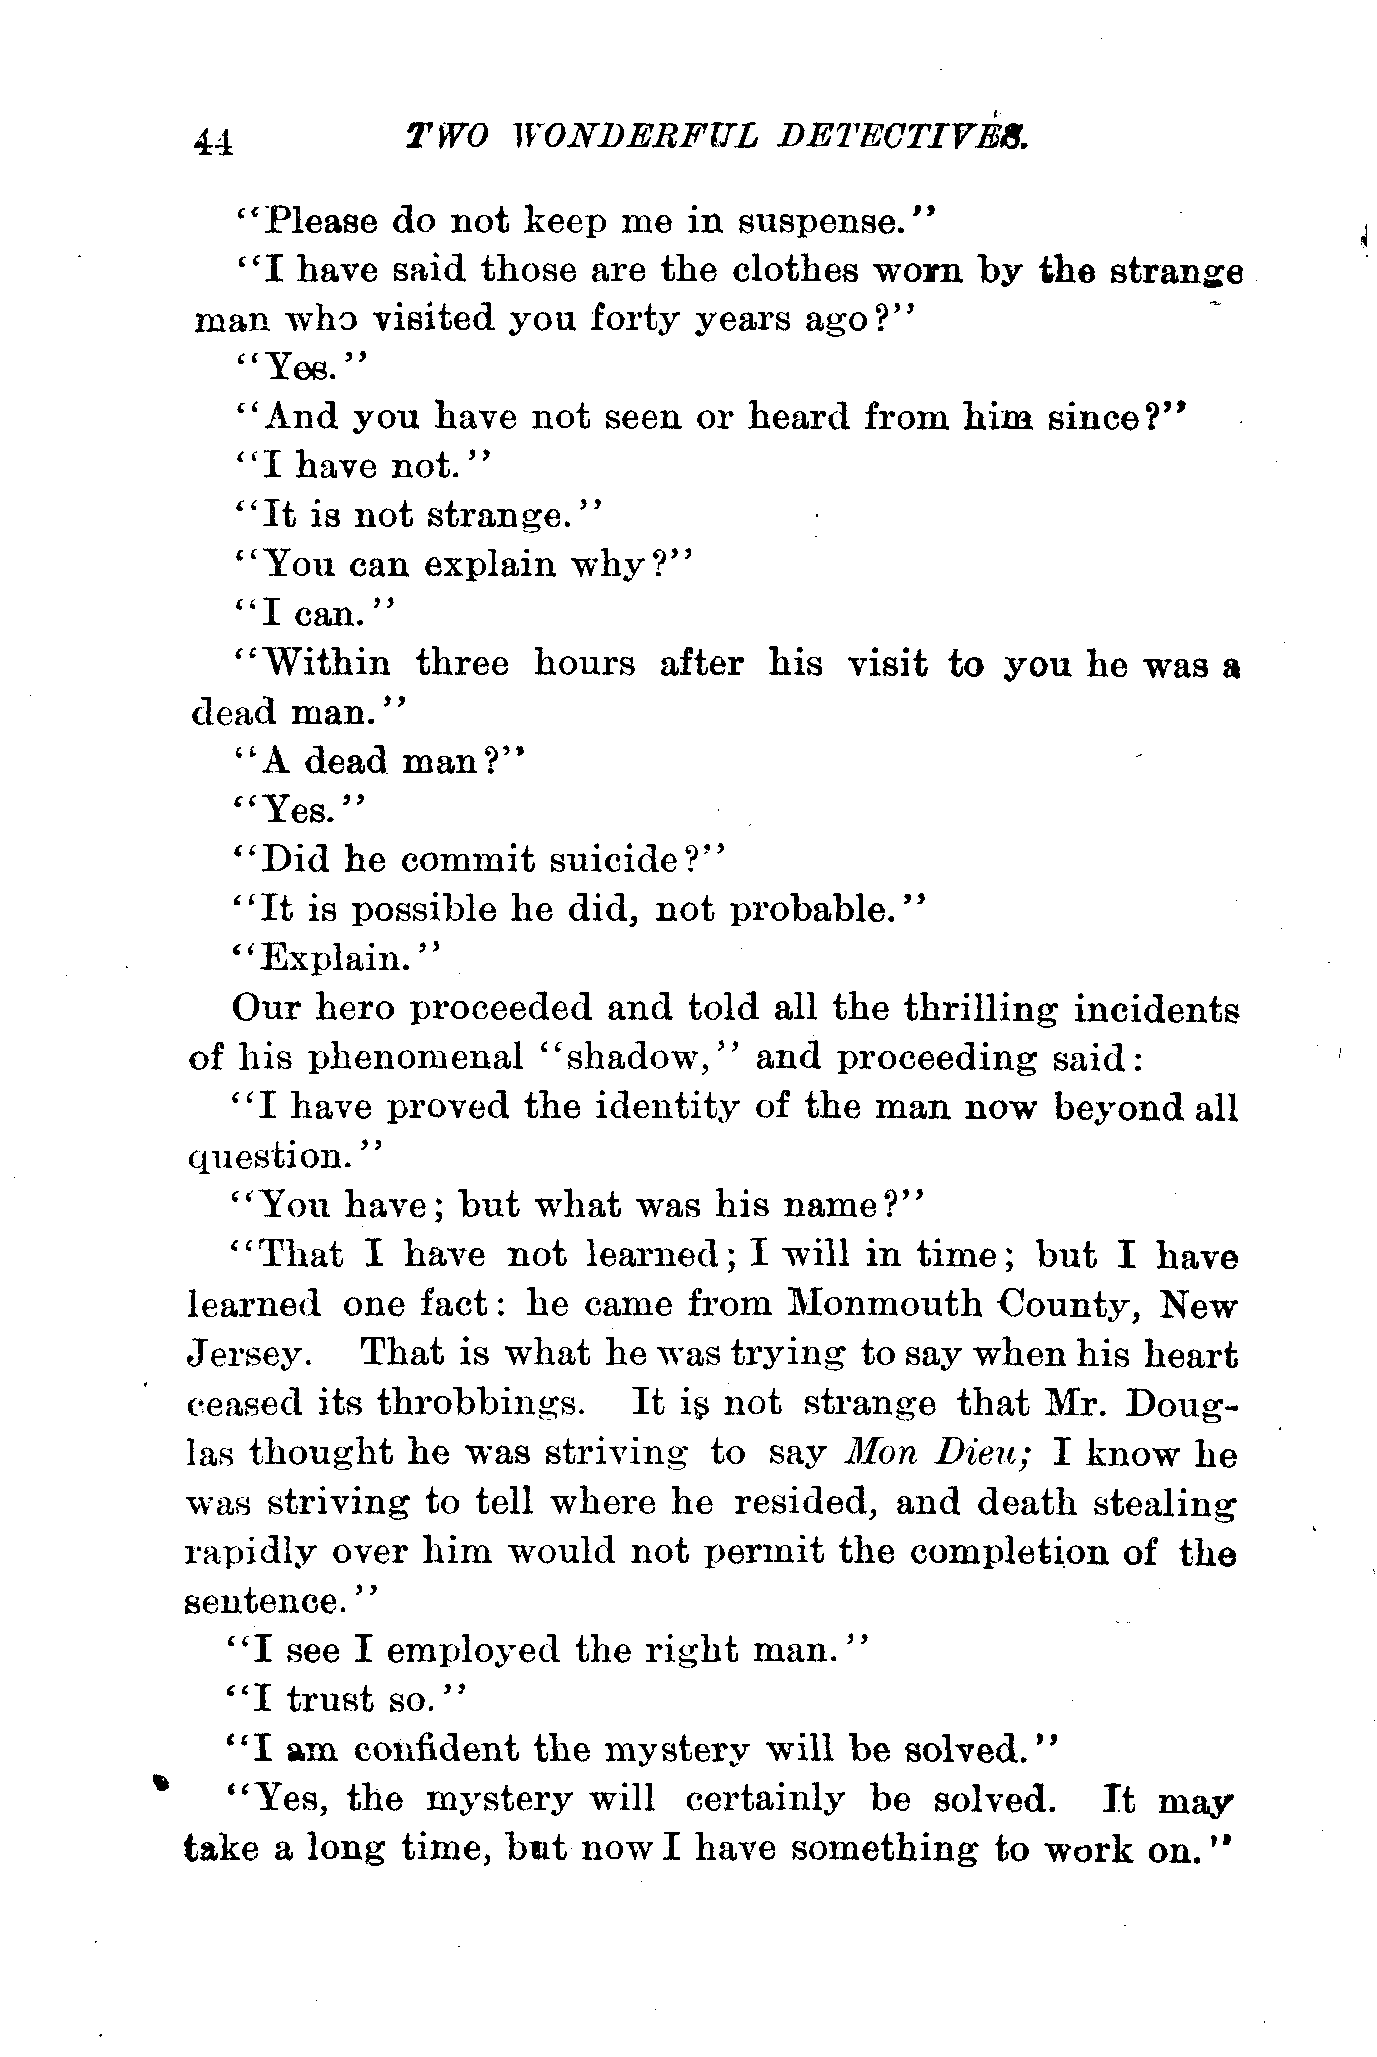 44 TWO WONDERFUL DETECTIVES.
"Please do not keep me in suspense."
"I have said those are the clothes worn by the strange
man who visited you forty years ago?"
"Yes."
"And you have not seen or heard from him since?"
"I have not."
"It is not strange."
"You can explain why?"
"I can."
"Within three hours after his visit to you he was a
dead man."
"A dead man?"
"Yes."
"Did he commit suicide?"
"It is possible he did, not probable."
"Explain."
Our hero proceeded and told all the thrilling incidents
of his phenomenal "shadow," and proceeding said:
"I have proved the identity of the man now beyond all
question."
"You have; but what was his name?"
"That I have not learned; I will in time; but I have
learned one fact: he came from Monmouth County, New
Jersey. That is what he was trying to say when his heart
ceased its throbbings. It is not strange that Mr. Doug-
las thought he was striving to say Mon Dieu; I know he
was striving to tell where he resided, and death stealing
rapidly over him would not permit the completion of the
sentence."
"I see I employed the right man."
"I trust so."
"I am confident the mystery will be solved."
"Yes, the mystery will certainly be solved. It may
take a long time, but now I have something to work on."